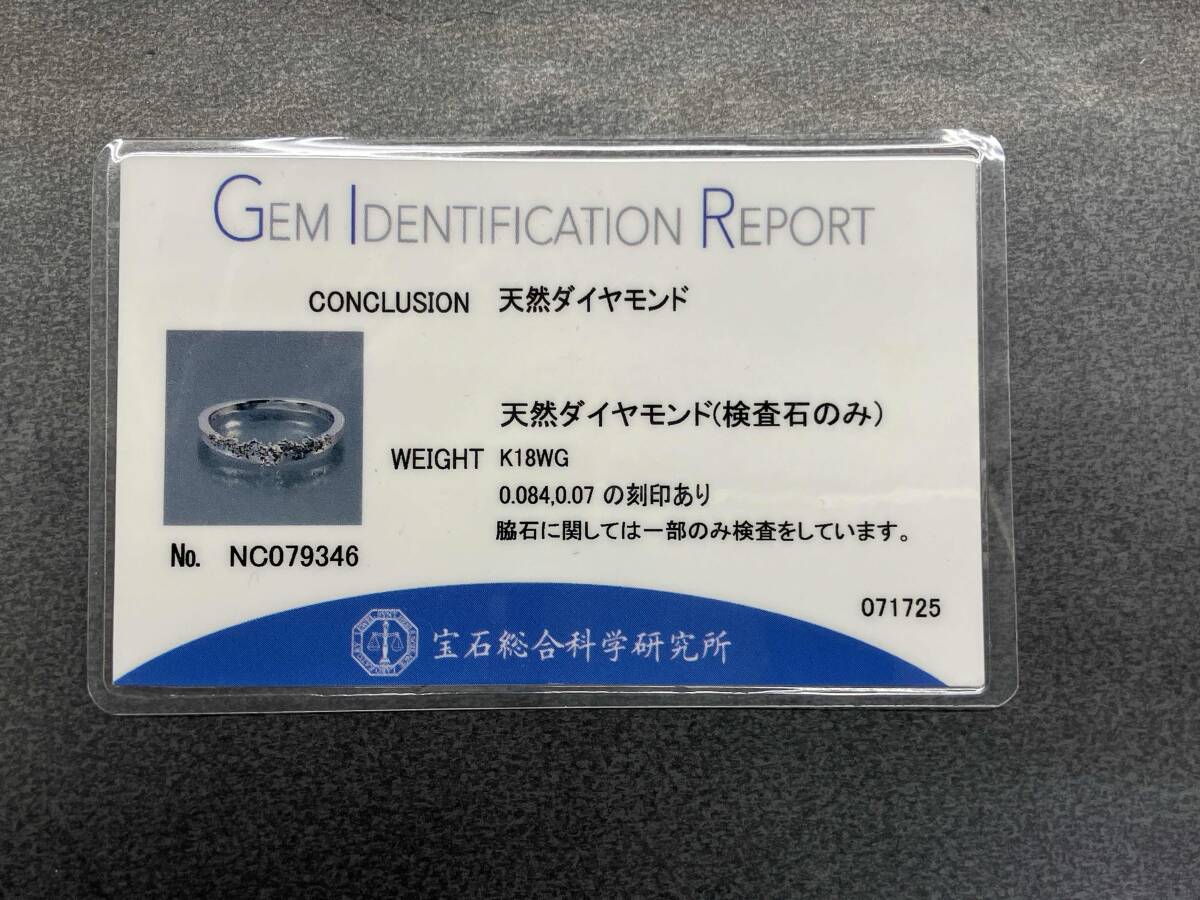 GEM IDENTIFICATION REPORT
CONCLUSION 天然ダイヤモンド
天然ダイヤモンド(検査石のみ)
WEIGHT K18WG
0.084,0.07 の刻印あり
脇石に関しては一部のみ検査をしています。
No. NC079346
071725
宝石総合科学研究所